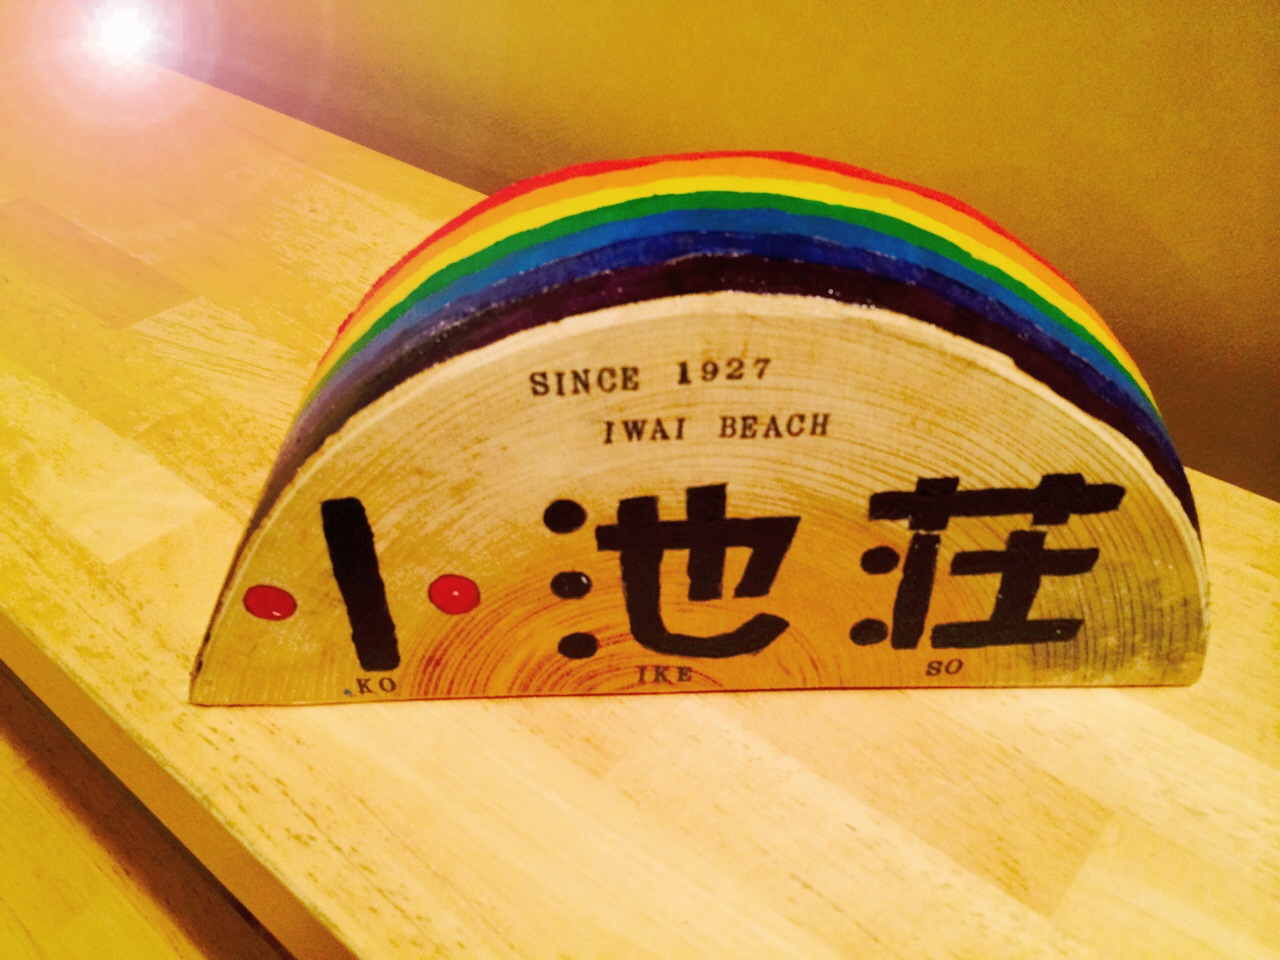 SINCE 1927
IWAI BEACH
小池荘
KO IKE SO